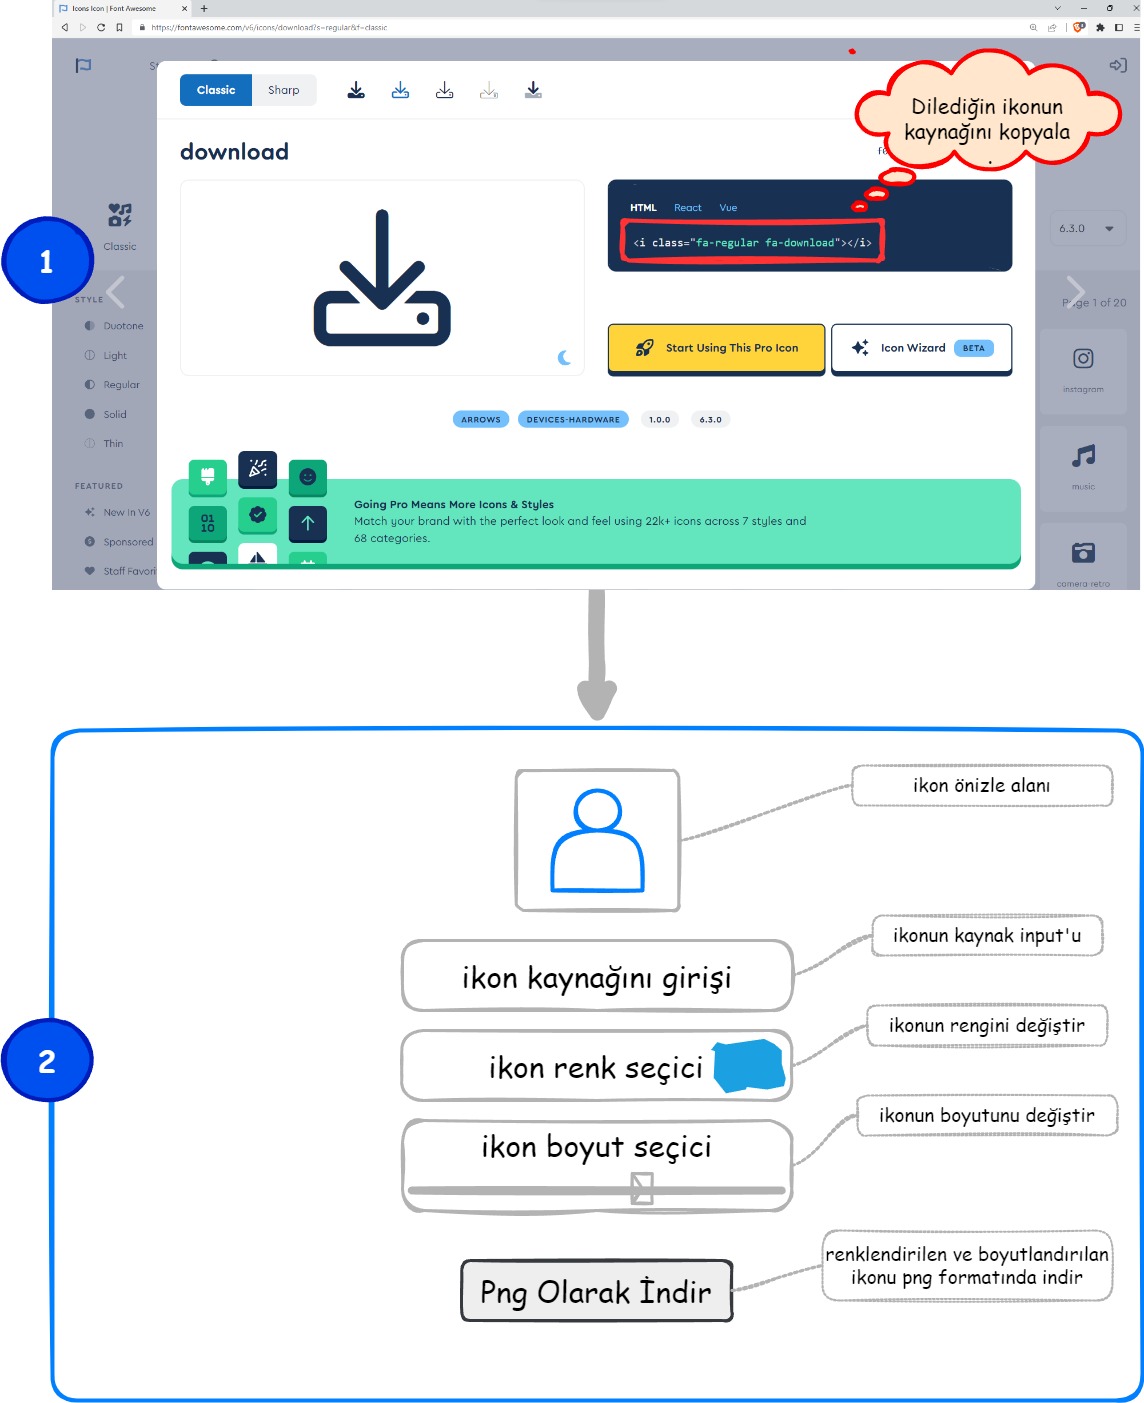 Icons Icon | Font Awesome
https://fontawesome.com/v6/icons/download?s=regular&f=classic
Classic
Sharp
Dilediğin ikonun
kaynağını kopyala
.
download
HTML
React
Vue
<i class="fa-regular fa-download"></i>
1
Classic
6.3.0
STYLE
Page 1 of 20
Duotone
Light
Regular
Solid
Thin
Start Using This Pro Icon
Icon Wizard
BETA
instagram
ARROWS
DEVICES-HARDWARE
1.0.0
6.3.0
FEATURED
New In V6
Sponsored
Staff Favori
music
camera-retro
01
10
Going Pro Means More Icons & Styles
Match your brand with the perfect look and feel using 22k+ icons across 7 styles and
68 categories.
ikon önizle alanı
ikonun kaynak input'u
ikon kaynağını girişi
ikonun rengini değiştir
2
ikon renk seçici
ikonun boyutunu değiştir
ikon boyut seçici
renklendirilen ve boyutlandırılan
ikonu png formatında indir
Png Olarak İndir